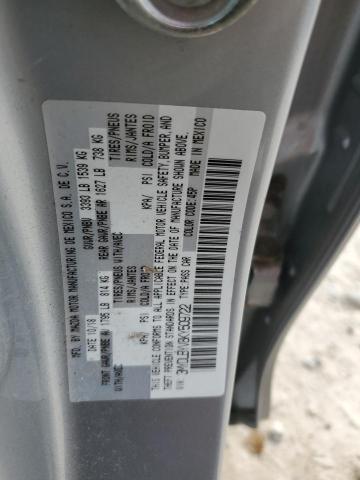 MFD. BY MAZDA MOTOR MANUFACTURING DE MEXICO S.A. DE C.V.
DATE 10/18 GVWR/PNBV 3390 LB 1539 KG
FRONT GAWR/PNBE AV 1795 LB 814 KG REAR GAWR/PNBE AR 1627 LB 738 KG
WITH/AVEC TIRES/PNEUS WITH/AVEC TIRES/PNEUS
RIMS/JANTES RIMS/JANTES
KPA/ PSI COLD/A FROID KPA/ PSI COLD/A FROID
THIS VEHICLE CONFORMS TO ALL APPLICABLE FEDERAL MOTOR VEHICLE SAFETY, BUMPER, AND
THEFT PREVENTION STANDARDS IN EFFECT ON THE DATE OF MANUFACTURE SHOWN ABOVE.
VIN: COLOR CODE: 45P MADE IN MEXICO
TYPE PASS CAR